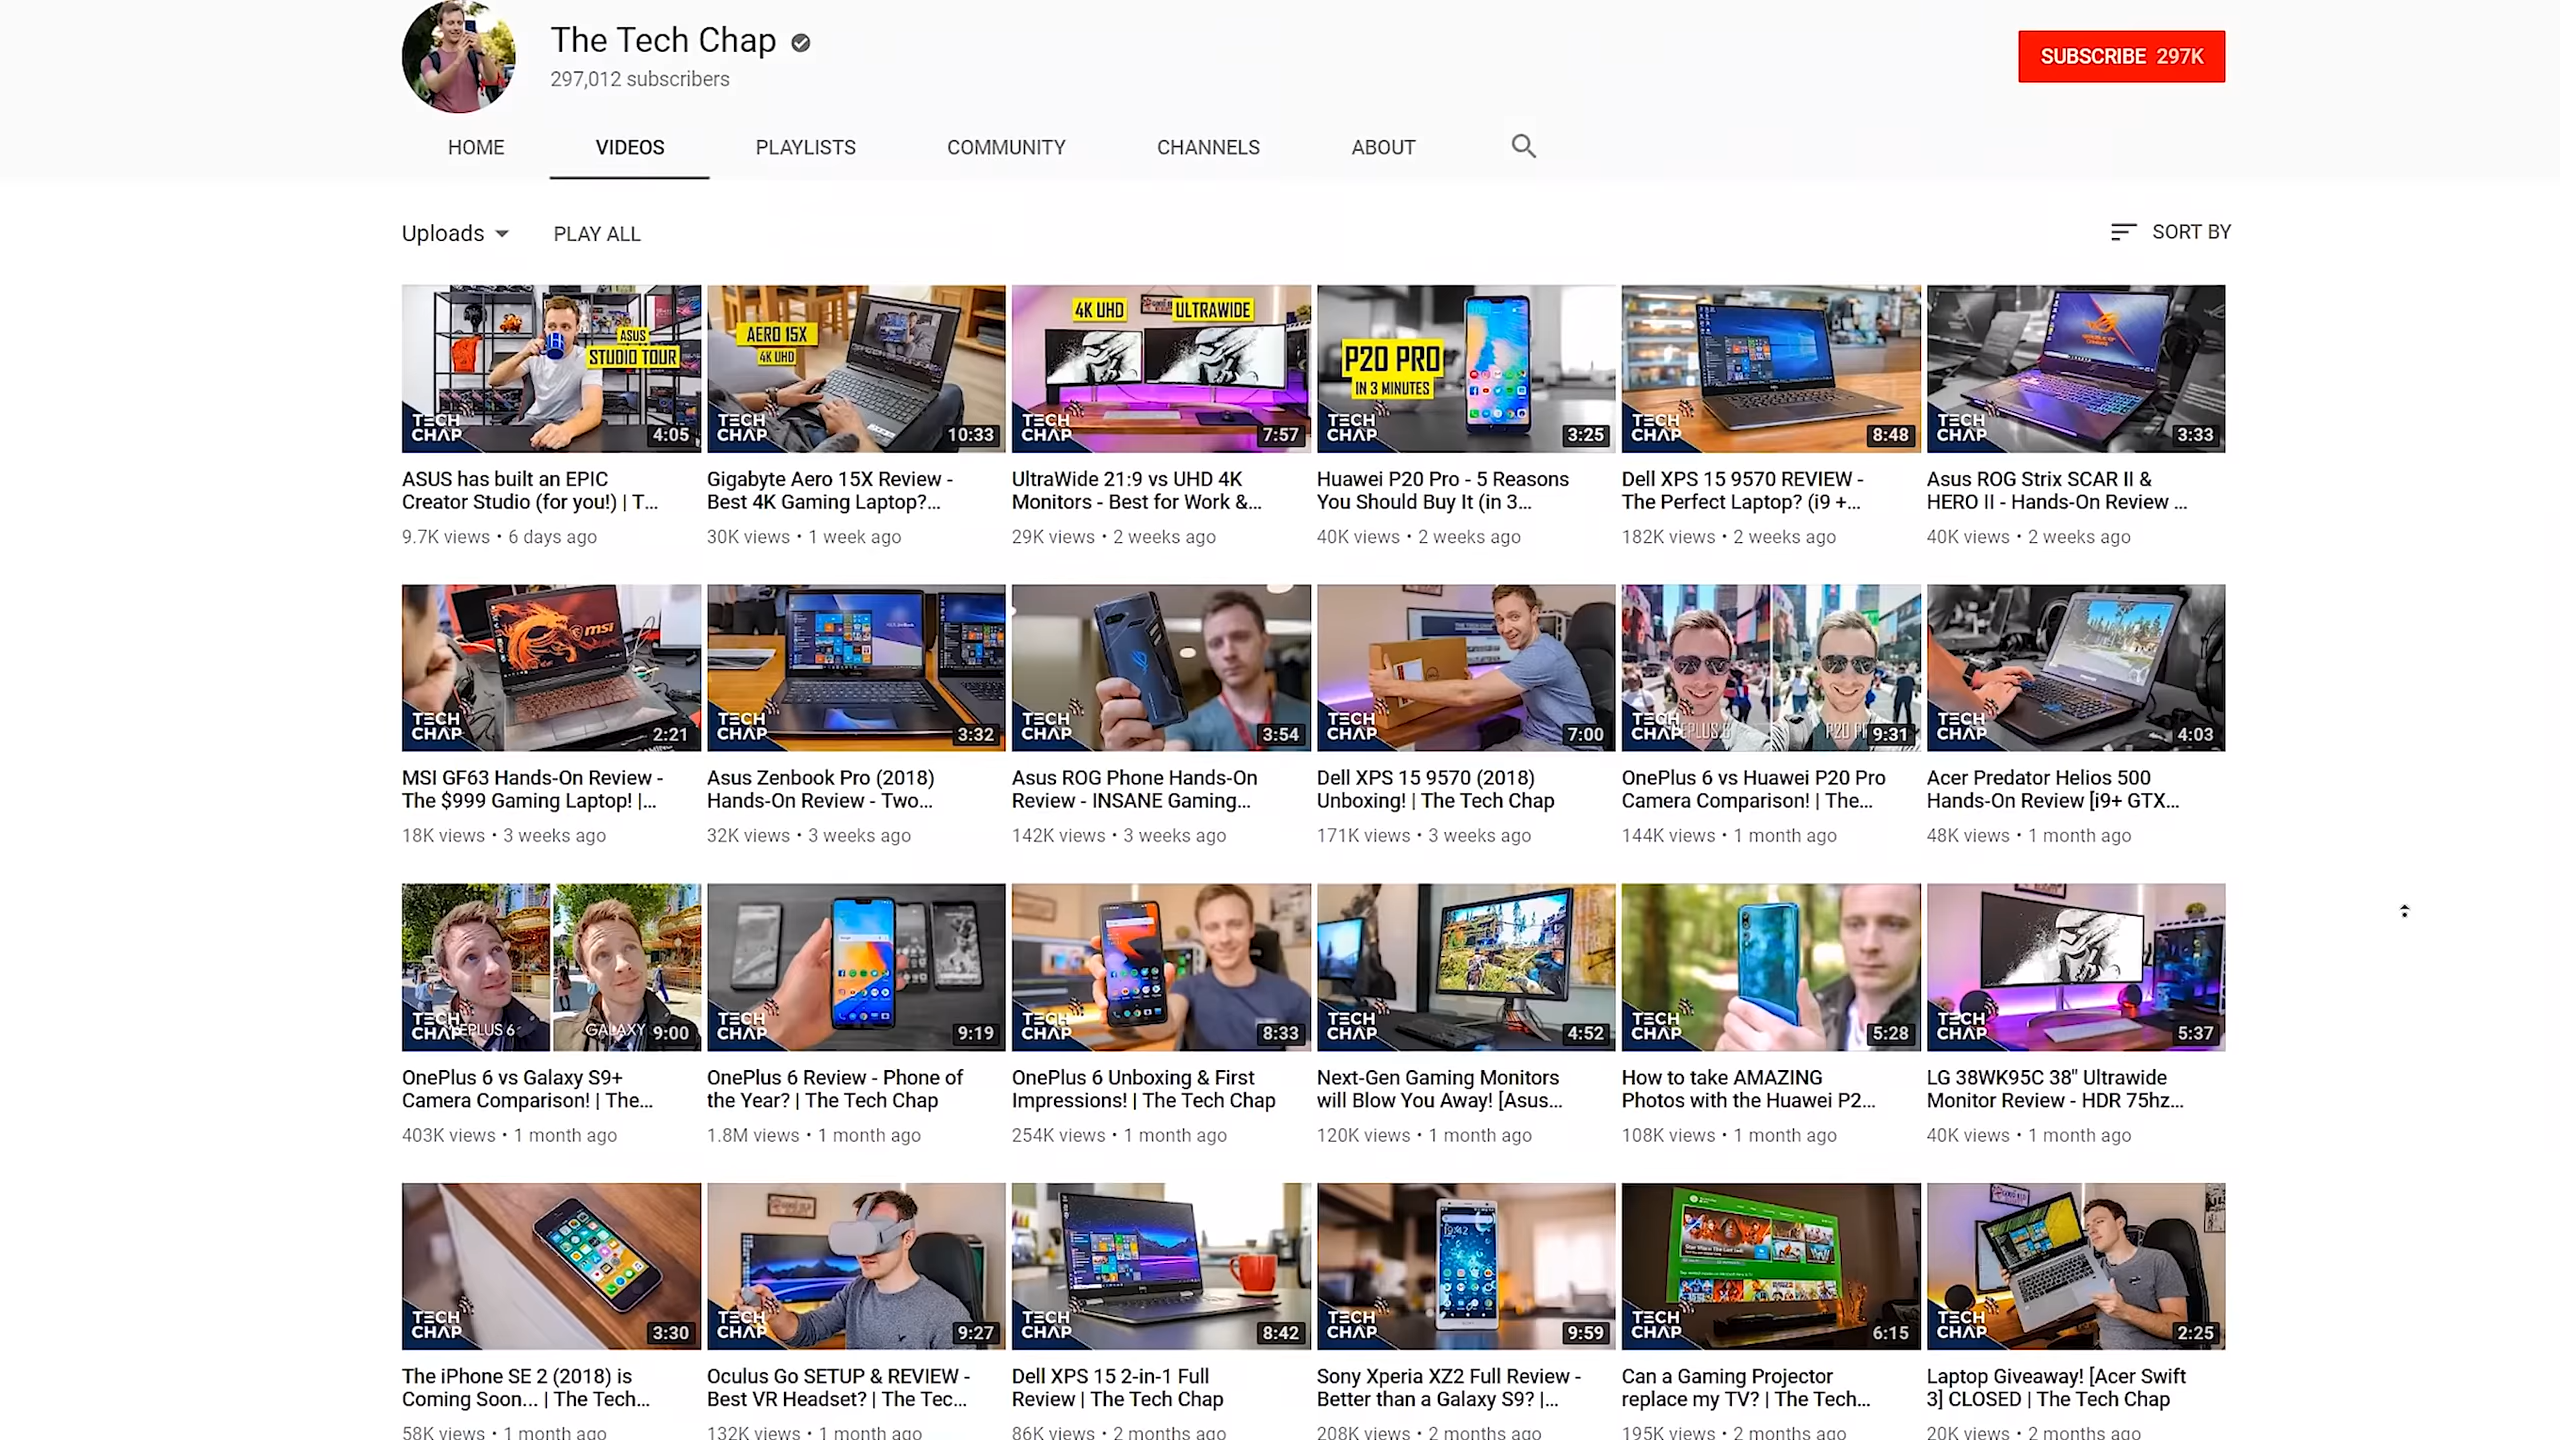 The Tech Chap
297,012 subscribers
SUBSCRIBE 297K
HOME VIDEOS PLAYLISTS COMMUNITY CHANNELS ABOUT
Uploads PLAY ALL SORT BY
ASUS
STUDIO TOUR
TECH
CHAP
4:05
AERO 15X
4K UHD
TECH
CHAP
10:33
4K UHD ULTRAWIDE
TECH
CHAP
7:57
P20 PRO
IN 3 MINUTES
TECH
CHAP
3:25
TECH
CHAP
8:48
TECH
CHAP
3:33
ASUS has built an EPIC
Creator Studio (for you!) | T...
9.7K views • 6 days ago
Gigabyte Aero 15X Review -
Best 4K Gaming Laptop?...
30K views • 1 week ago
UltraWide 21:9 vs UHD 4K
Monitors - Best for Work &...
29K views • 2 weeks ago
Huawei P20 Pro - 5 Reasons
You Should Buy It (in 3...
40K views • 2 weeks ago
Dell XPS 15 9570 REVIEW -
The Perfect Laptop? (i9 +...
182K views • 2 weeks ago
Asus ROG Strix SCAR II &
HERO II - Hands-On Review ...
40K views • 2 weeks ago
msi
TECH
CHAP
2:21
TECH
CHAP
3:32
TECH
CHAP
3:54
TECH
CHAP
7:00
TECH
CHAP
9:31
TECH
CHAP
4:03
MSI GF63 Hands-On Review -
The $999 Gaming Laptop! |...
18K views • 3 weeks ago
Asus Zenbook Pro (2018)
Hands-On Review - Two...
32K views • 3 weeks ago
Asus ROG Phone Hands-On
Review - INSANE Gaming...
142K views • 3 weeks ago
Dell XPS 15 9570 (2018)
Unboxing! | The Tech Chap
171K views • 3 weeks ago
OnePlus 6 vs Huawei P20 Pro
Camera Comparison! | The...
144K views • 1 month ago
Acer Predator Helios 500
Hands-On Review [i9+ GTX...
48K views • 1 month ago
TECH
CHAP
GALAXY 9:00
TECH
CHAP
9:19
TECH
CHAP
8:33
TECH
CHAP
4:52
TECH
CHAP
5:28
TECH
CHAP
5:37
OnePlus 6 vs Galaxy S9+
Camera Comparison! | The...
403K views • 1 month ago
OnePlus 6 Review - Phone of
the Year? | The Tech Chap
1.8M views • 1 month ago
OnePlus 6 Unboxing & First
Impressions! | The Tech Chap
254K views • 1 month ago
Next-Gen Gaming Monitors
will Blow You Away! [Asus...
120K views • 1 month ago
How to take AMAZING
Photos with the Huawei P2...
108K views • 1 month ago
LG 38WK95C 38" Ultrawide
Monitor Review - HDR 75hz...
40K views • 1 month ago
TECH
CHAP
3:30
TECH
CHAP
9:27
TECH
CHAP
8:42
TECH
CHAP
9:59
TECH
CHAP
6:15
TECH
CHAP
2:25
The iPhone SE 2 (2018) is
Coming Soon... | The Tech...
58K views • 1 month ago
Oculus Go SETUP & REVIEW -
Best VR Headset? | The Tec...
132K views • 1 month ago
Dell XPS 15 2-in-1 Full
Review | The Tech Chap
86K views • 2 months ago
Sony Xperia XZ2 Full Review -
Better than a Galaxy S9? |...
208K views • 2 months ago
Can a Gaming Projector
replace my TV? | The Tech...
195K views • 2 months ago
Laptop Giveaway! [Acer Swift
3] CLOSED | The Tech Chap
20K views • 2 months ago